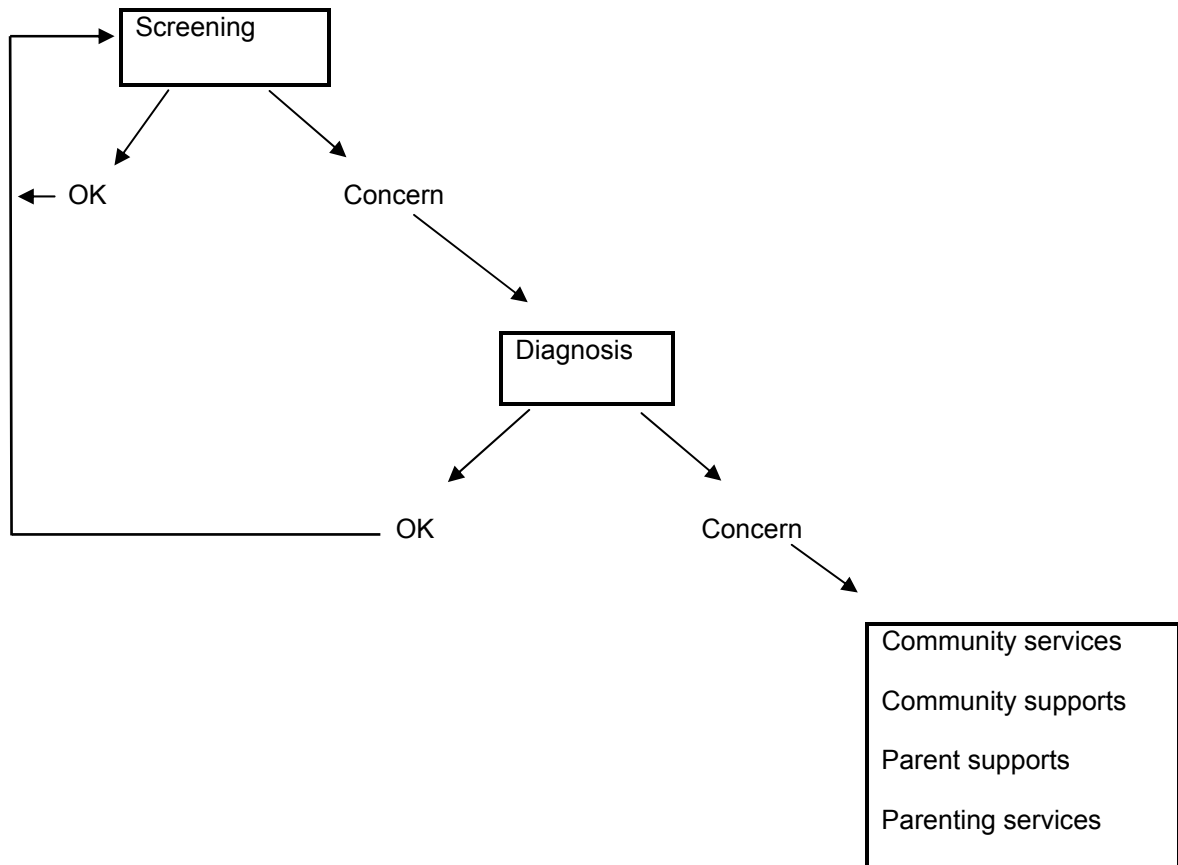 Screening
OK
Concern
Diagnosis
OK
Concern
Community services
Community supports
Parent supports
Parenting services